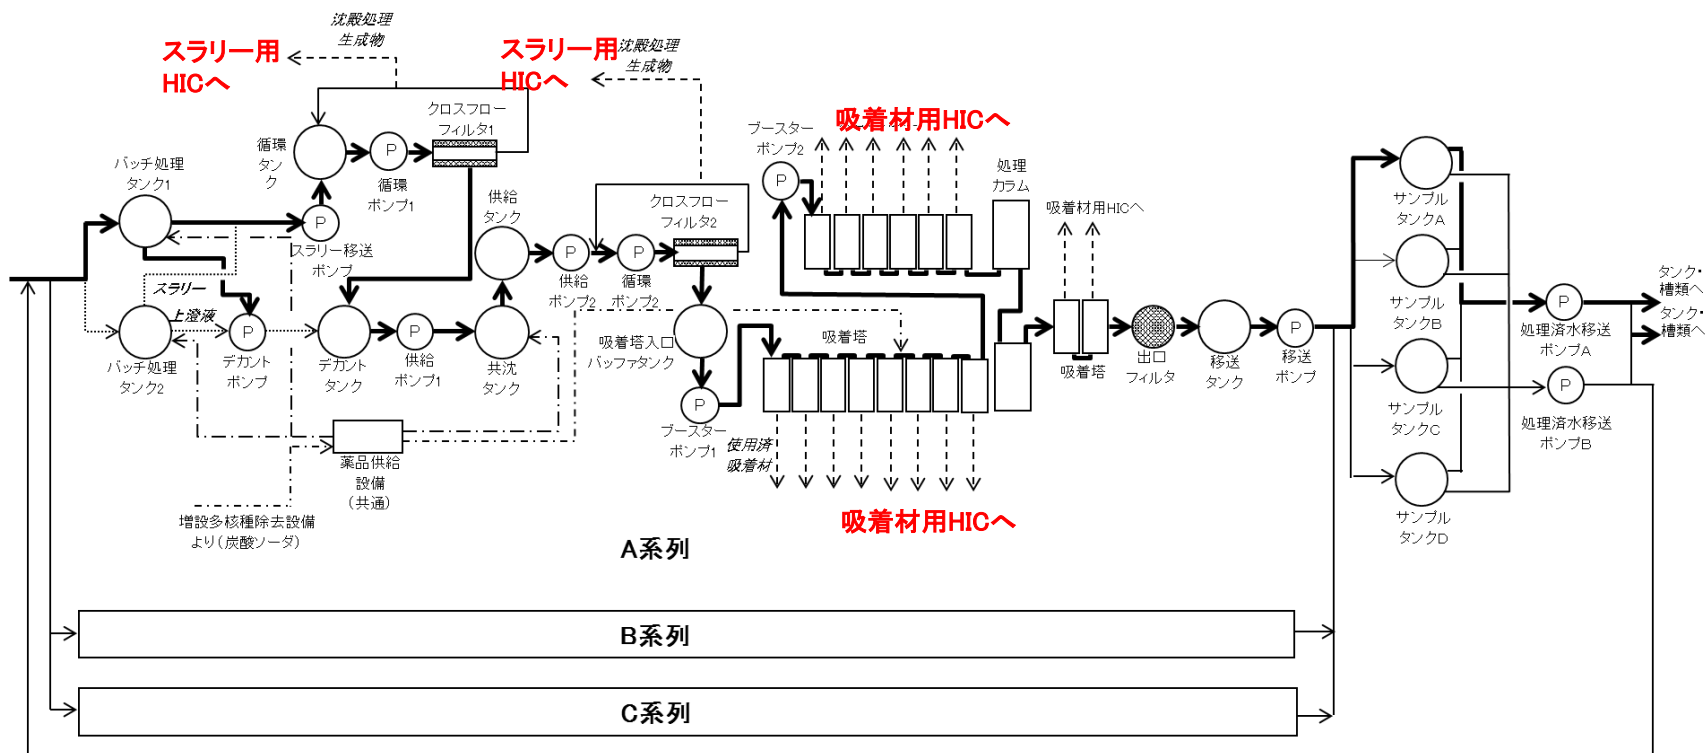 沈殿処理
生成物
スラリー用
HICへ
沈殿処理
生成物
スラリー用
HICへ
クロスフロー
フィルタ1
循環
タンク
P
循環
ポンプ1
バッチ処理
タンク1
P
スラリー移送
ポンプ
スラリー
上澄液
バッチ処理
タンク2
P
デカント
ポンプ
デカント
タンク
P
供給
ポンプ1
共沈
タンク
供給
タンク
P
供給
ポンプ2
P
循環
ポンプ2
クロスフロー
フィルタ2
吸着塔入口
バッファタンク
P
ブースター
ポンプ1
ブースター
ポンプ2
P
吸着材用HICへ
処理
カラム
吸着塔
使用済
吸着材
吸着材用HICへ
吸着材用HICへ
吸着塔
出口
フィルタ
移送
タンク
P
移送
ポンプ
サンプル
タンクA
サンプル
タンクB
サンプル
タンクC
サンプル
タンクD
P
処理済水移送
ポンプA
P
処理済水移送
ポンプB
タンク・
槽類へ
タンク・
槽類へ
薬品供給
設備
（共通）
増設多核種除去設備
より（炭酸ソーダ）
A系列
B系列
C系列